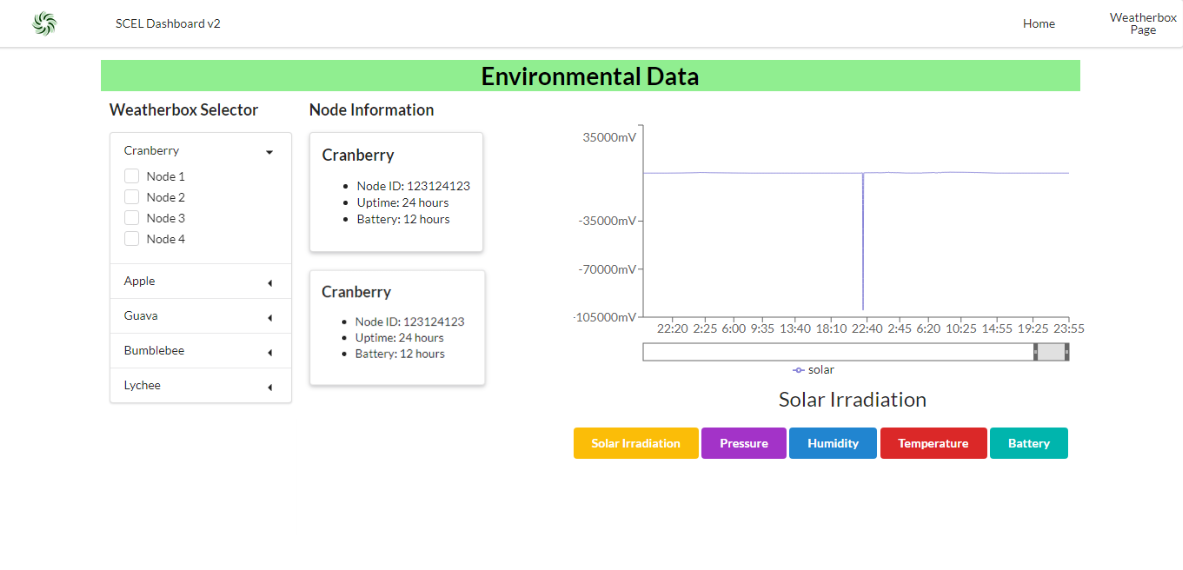 SCEL Dashboard v2
Home
Weatherbox
Page
Environmental Data
Weatherbox Selector
Cranberry
Node 1
Node 2
Node 3
Node 4
Apple
Guava
Bumblebee
Lychee
Node Information
Cranberry
Node ID: 123124123
Uptime: 24 hours
Battery: 12 hours
Cranberry
Node ID: 123124123
Uptime: 24 hours
Battery: 12 hours
35000mV
-35000mV
-70000mV
-105000mV
22:20 2:25 6:00 9:35 13:40 18:10 22:40 2:45 6:20 10:25 14:55 19:25 23:55
solar
Solar Irradiation
Solar Irradiation Pressure Humidity Temperature Battery